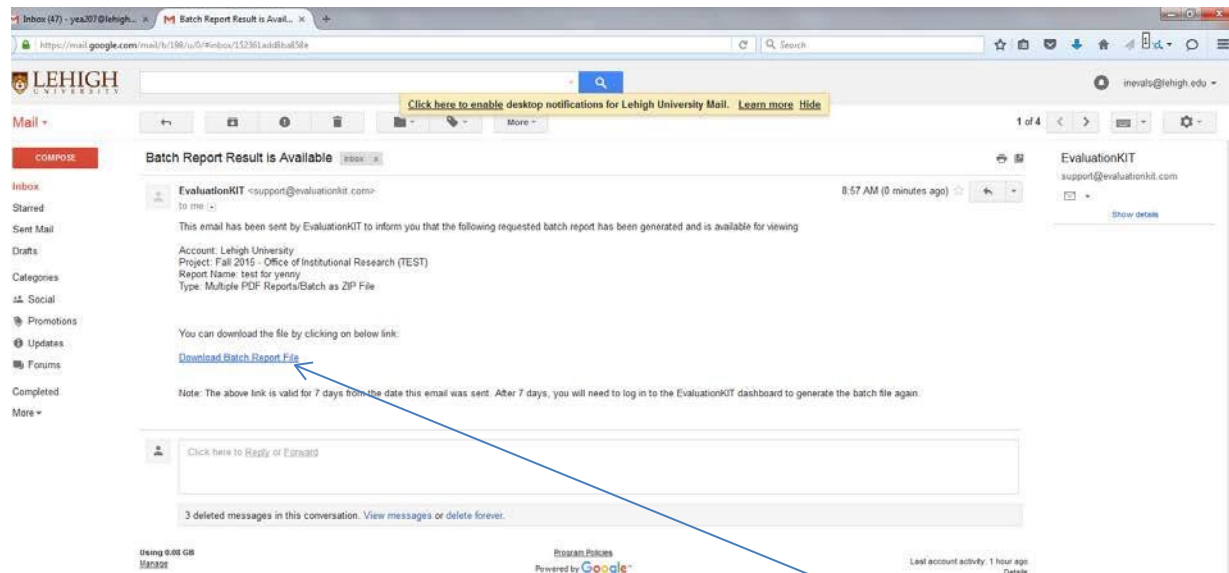 Inbox (47) - yea207@lehigh...
Batch Report Result is Avail...
https://mail.google.com/mail/b/198/u/0/#inbox/152361add8ba858e
Search
LEHIGH
UNIVERSITY
inevals@lehigh.edu
Click here to enable desktop notifications for Lehigh University Mail. Learn more Hide
Mail
More
1 of 4
COMPOSE
Batch Report Result is Available
Inbox x
EvaluationKIT
support@evaluationkit.com
Show details
Inbox
Starred
Sent Mail
Drafts
Categories
Social
Promotions
Updates
Forums
Completed
More
EvaluationKIT <support@evaluationkit.com>
8:57 AM (0 minutes ago)
to me
This email has been sent by EvaluationKIT to inform you that the following requested batch report has been generated and is available for viewing
Account: Lehigh University
Project: Fall 2015 - Office of Institutional Research (TEST)
Report Name: test for yenny
Type: Multiple PDF Reports/Batch as ZIP File
You can download the file by clicking on below link:
Download Batch Report File
Note: The above link is valid for 7 days from the date this email was sent. After 7 days, you will need to log in to the EvaluationKIT dashboard to generate the batch file again.
Click here to Reply or Forward
3 deleted messages in this conversation. View messages or delete forever.
Using 0.08 GB
Manage
Program Policies
Powered by Google™
Last account activity: 1 hour ago
Details